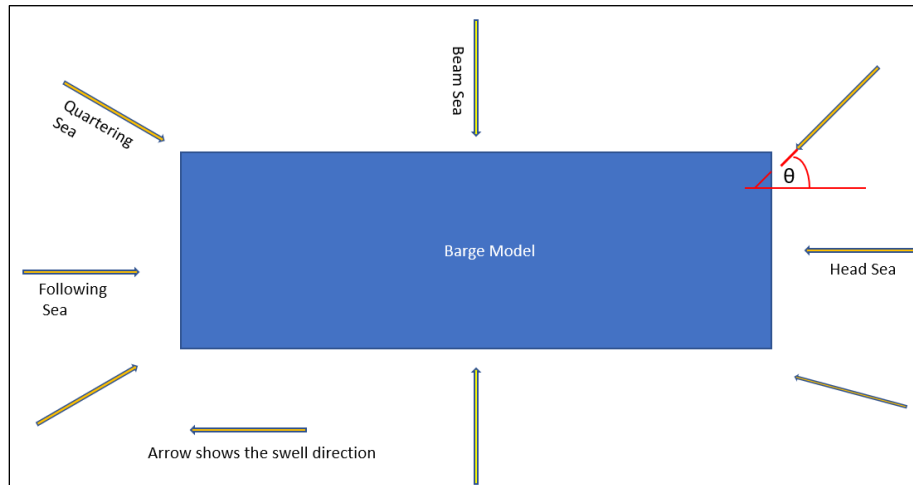 Beam Sea
Quartering
Sea
θ
Barge Model
Head Sea
Following
Sea
Arrow shows the swell direction